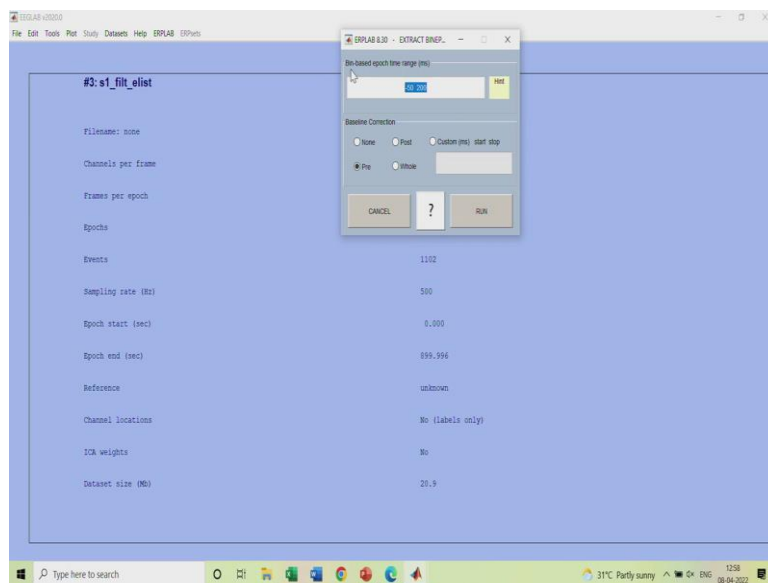 EEGLAB v2020.0
File Edit Tools Plot Study Datasets Help ERPLAB ERPsets
ERPLAB 8.30 - EXTRACT BINEP...
Bin-based epoch time range (ms)
-50 200
Hint
Baseline Correction
None Post Custom (ms) start stop
Pre Whole
CANCEL ? RUN
#3: s1_filt_elist
Filename: none
Channels per frame
Frames per epoch
Epochs
Events 1102
Sampling rate (Hz) 500
Epoch start (sec) 0.000
Epoch end (sec) 899.996
Reference unknown
Channel locations No (labels only)
ICA weights No
Dataset size (Mb) 20.9
Type here to search
31°C Partly sunny ENG
12:58
08-04-2022